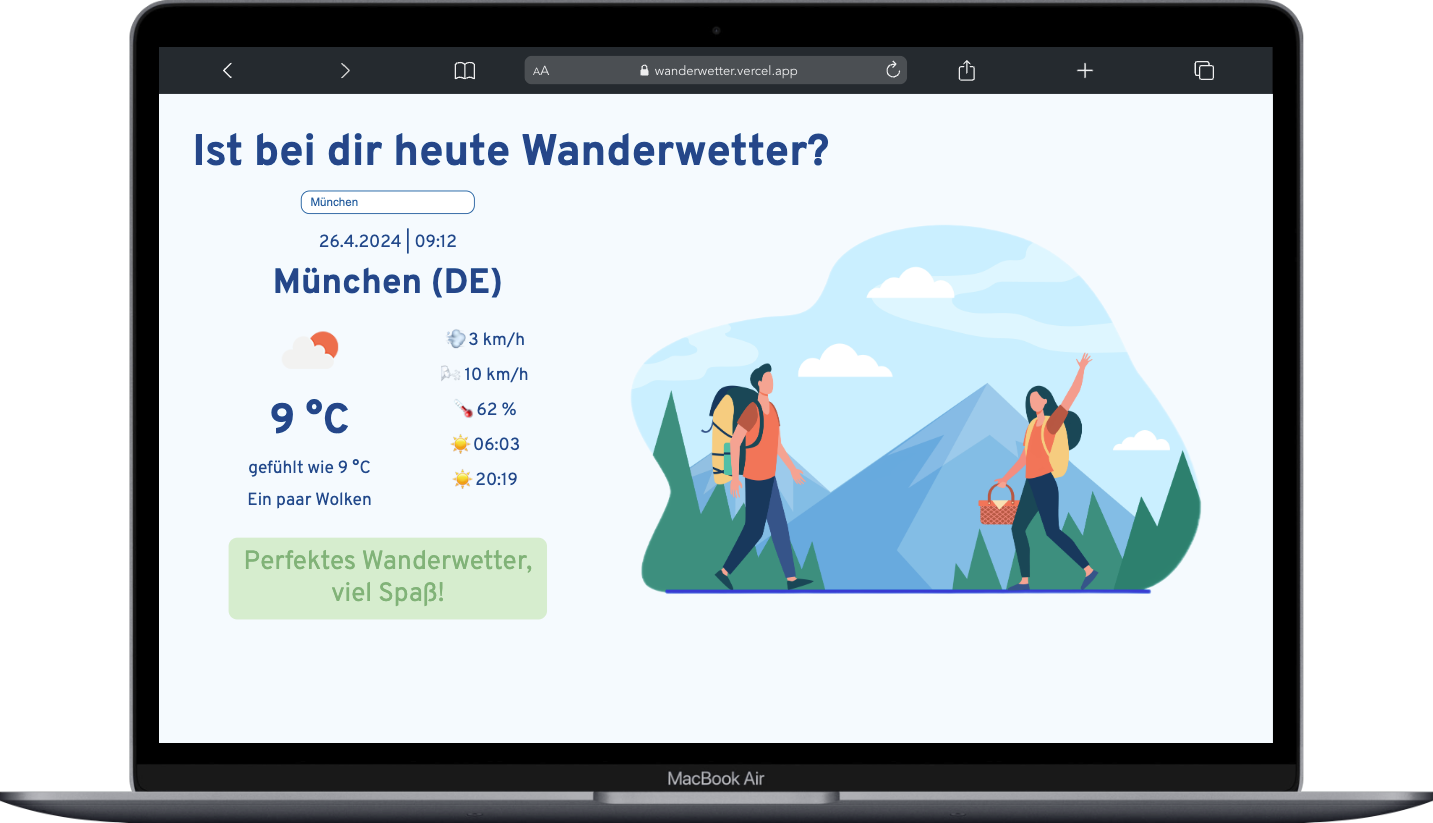 AA
wanderwetter.vercel.app
Ist bei dir heute Wanderwetter?
München
26.4.2024 | 09:12
München (DE)
3 km/h
10 km/h
9 °C
62 %
06:03
gefühlt wie 9 °C
20:19
Ein paar Wolken
Perfektes Wanderwetter,
viel Spaß!
MacBook Air